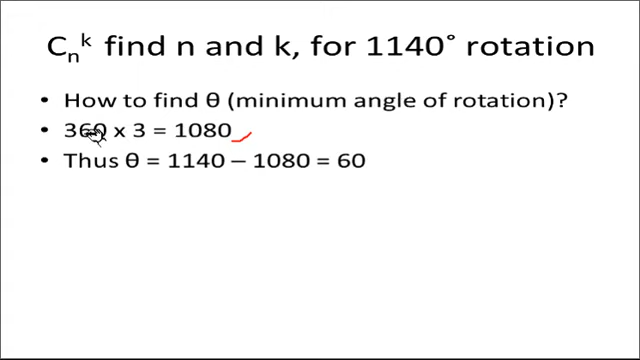 Cₙᵏ find n and k, for 1140˚ rotation
• How to find θ (minimum angle of rotation)?
• 360 x 3 = 1080
• Thus θ = 1140 – 1080 = 60